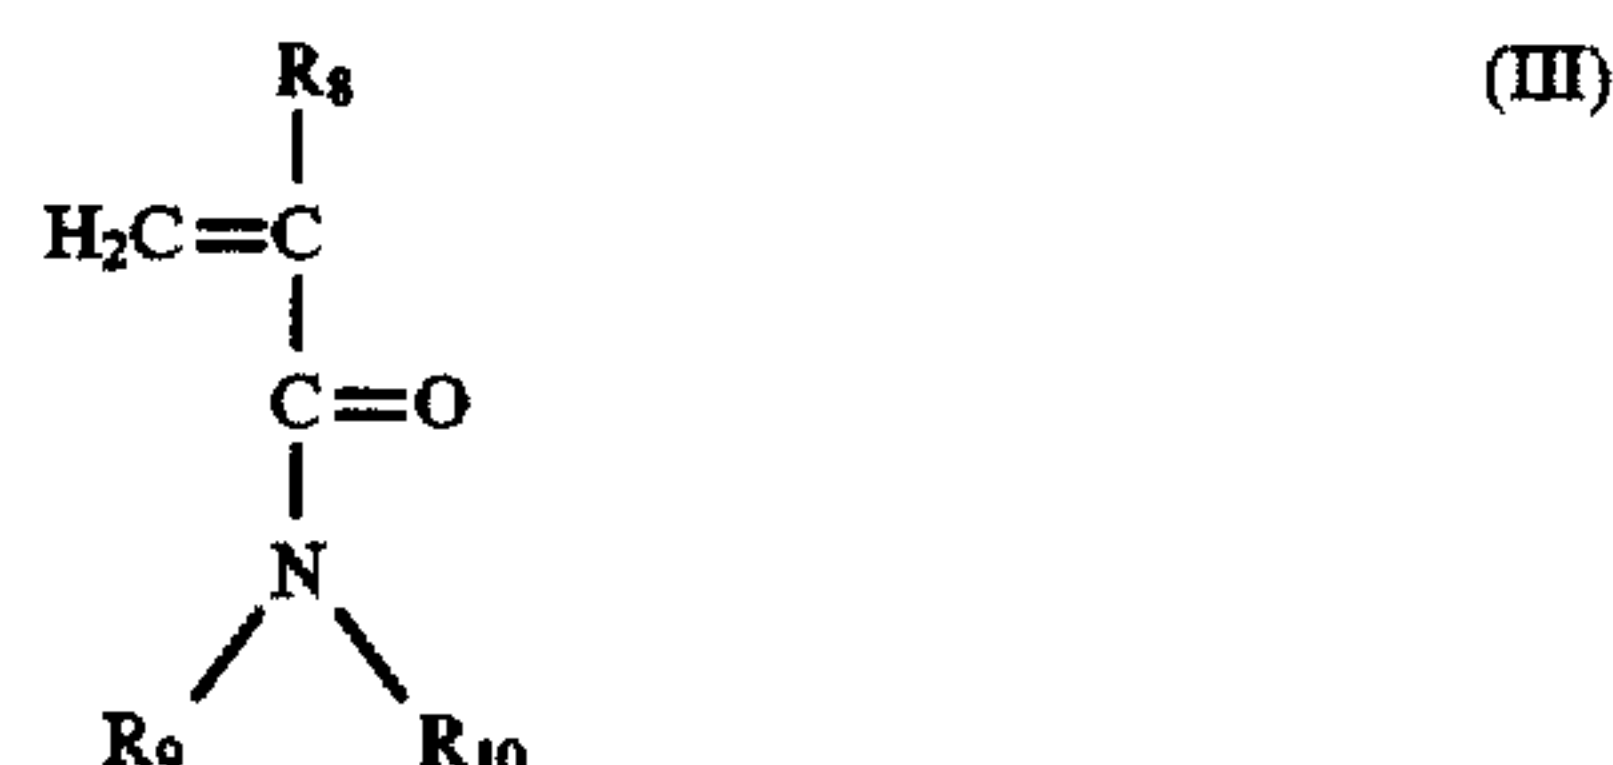 R₈ (III)
H₂C=C
C=O
N
R₉ R₁₀